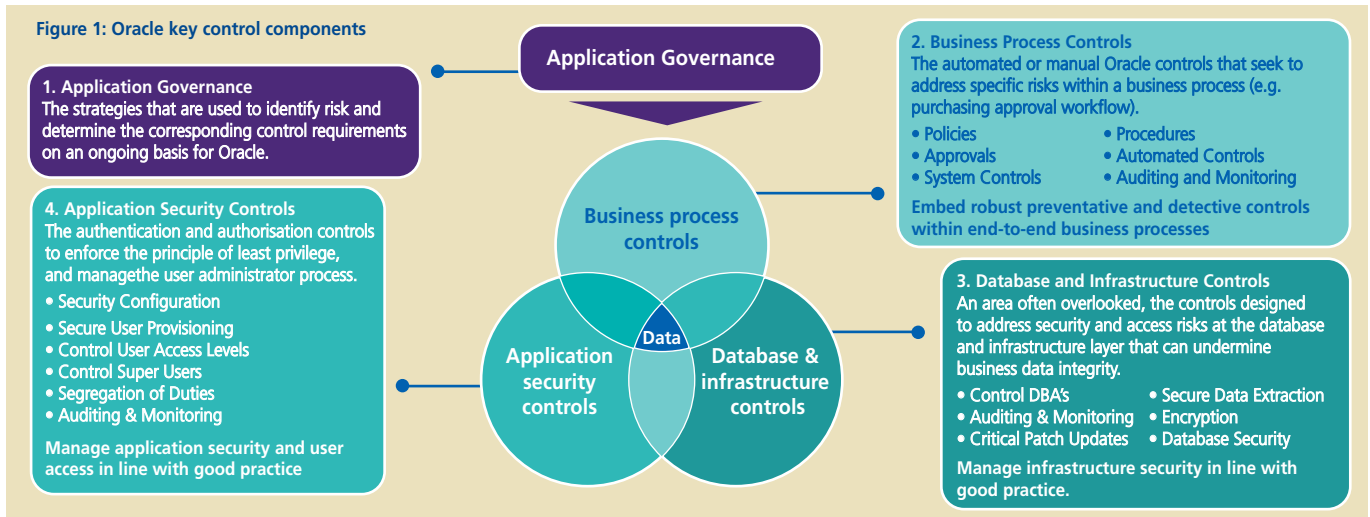 Figure 1: Oracle key control components
Application Governance
1. Application Governance
The strategies that are used to identify risk and
determine the corresponding control requirements
on an ongoing basis for Oracle.
2. Business Process Controls
The automated or manual Oracle controls that seek to
address specific risks within a business process (e.g.
purchasing approval workflow).
• Policies
• Approvals
• System Controls
• Procedures
• Automated Controls
• Auditing and Monitoring
Embed robust preventative and detective controls
within end-to-end business processes
4. Application Security Controls
The authentication and authorisation controls
to enforce the principle of least privilege,
and managethe user administrator process.
• Security Configuration
• Secure User Provisioning
• Control User Access Levels
• Control Super Users
• Segregation of Duties
• Auditing & Monitoring
Manage application security and user
access in line with good practice
Business process
controls
Data
Application
security
controls
Database &
infrastructure
controls
3. Database and Infrastructure Controls
An area often overlooked, the controls designed
to address security and access risks at the database
and infrastructure layer that can undermine
business data integrity.
• Control DBA's
• Auditing & Monitoring
• Critical Patch Updates
• Secure Data Extraction
• Encryption
• Database Security
Manage infrastructure security in line with
good practice.